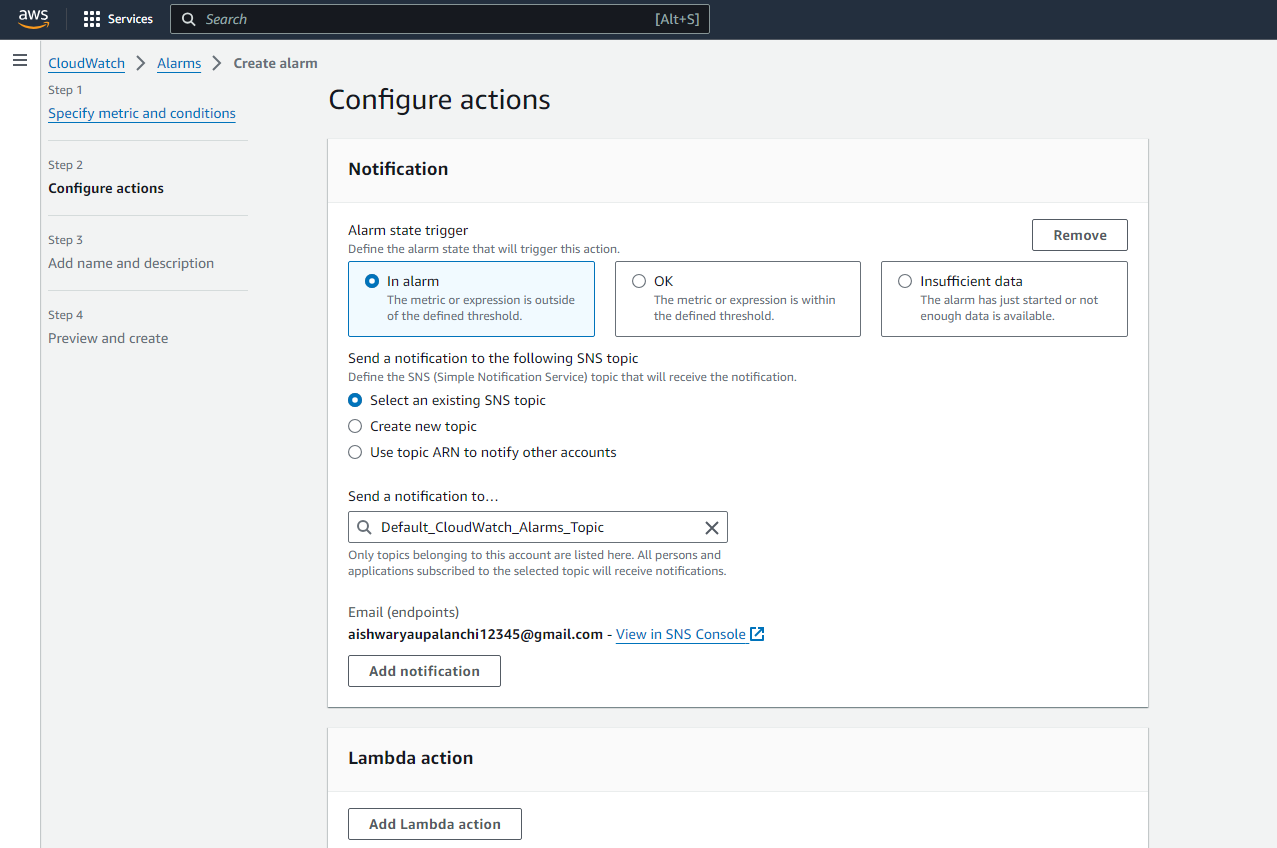 aws
Services
Search
[Alt+S]
CloudWatch
Alarms
Create alarm
Step 1
Specify metric and conditions
Step 2
Configure actions
Step 3
Add name and description
Step 4
Preview and create
Configure actions
Notification
Alarm state trigger
Define the alarm state that will trigger this action.
Remove
In alarm
The metric or expression is outside
of the defined threshold.
OK
The metric or expression is within
the defined threshold.
Insufficient data
The alarm has just started or not
enough data is available.
Send a notification to the following SNS topic
Define the SNS (Simple Notification Service) topic that will receive the notification.
Select an existing SNS topic
Create new topic
Use topic ARN to notify other accounts
Send a notification to…
Default_CloudWatch_Alarms_Topic
Only topics belonging to this account are listed here. All persons and
applications subscribed to the selected topic will receive notifications.
Email (endpoints)
aishwaryaupalanchi12345@gmail.com - View in SNS Console
Add notification
Lambda action
Add Lambda action